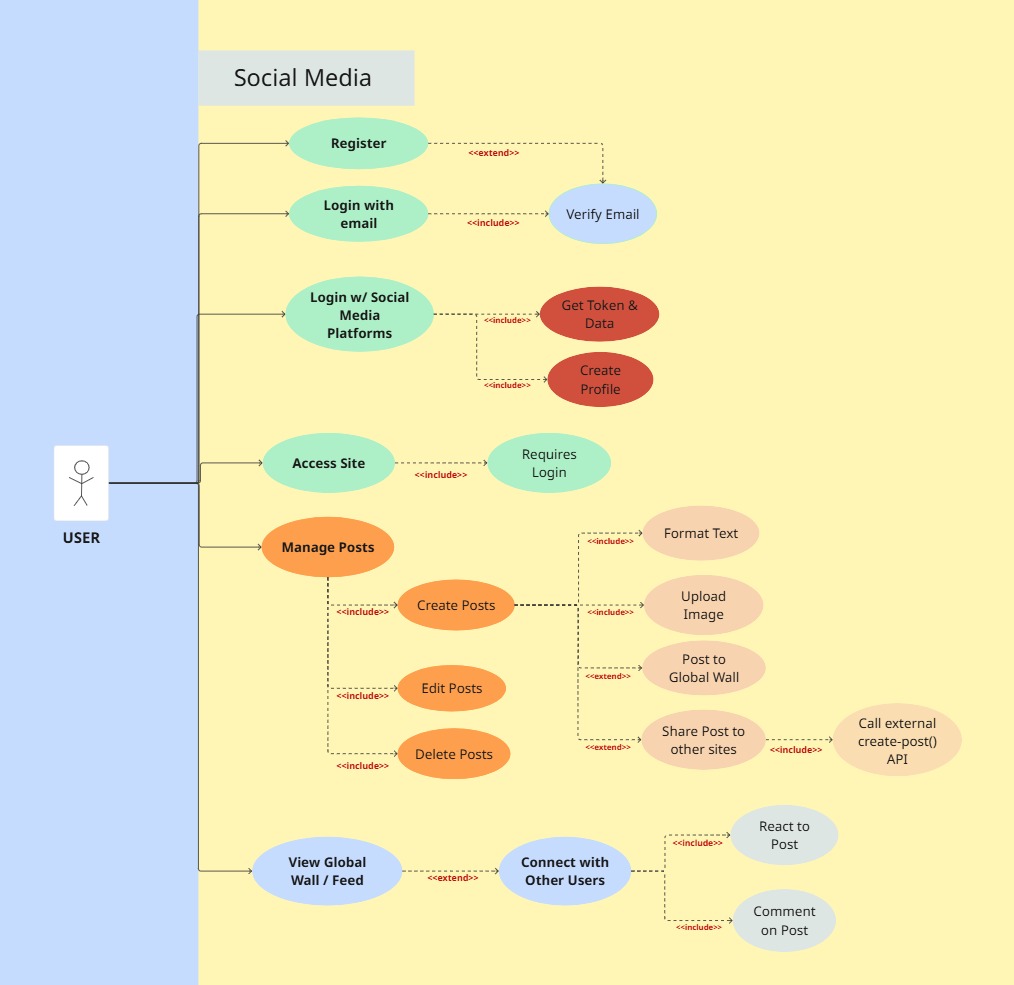 Social Media
Register
<<extend>>
Login with
email
<<include>>
Verify Email
Login w/ Social
Media
Platforms
<<include>>
Get Token &
Data
<<include>>
Create
Profile
Access Site
<<include>>
Requires
Login
USER
Manage Posts
<<include>>
Create Posts
<<include>>
Format Text
<<include>>
Upload
Image
<<extend>>
Post to
Global Wall
<<include>>
Edit Posts
<<extend>>
Share Post to
other sites
<<include>>
Call external
create-post()
API
<<include>>
Delete Posts
View Global
Wall / Feed
<<extend>>
Connect with
Other Users
<<include>>
React to
Post
<<include>>
Comment
on Post